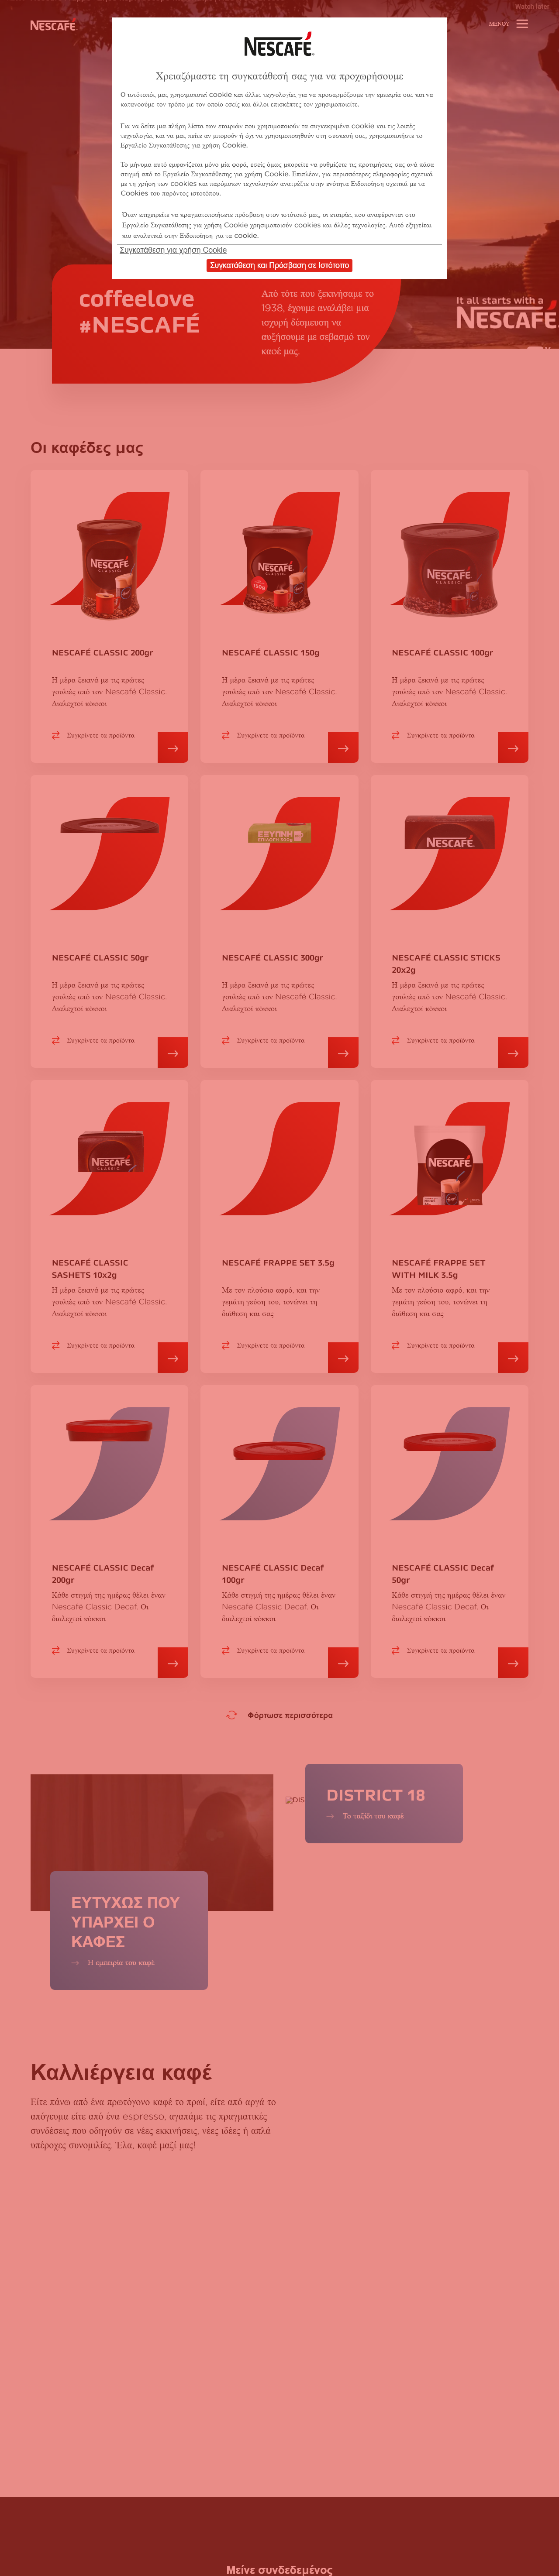 Watch later
NESCAFÉ
ΜΕΝΟΥ
NESCAFÉ
Χρειαζόμαστε τη συγκατάθεσή σας για να προχωρήσουμε
Ο ιστότοπός μας χρησιμοποιεί cookie και άλλες τεχνολογίες για να προσαρμόζουμε την εμπειρία σας και να
κατανοούμε τον τρόπο με τον οποίο εσείς και άλλοι επισκέπτες τον χρησιμοποιείτε.
Για να δείτε μια πλήρη λίστα των εταιριών που χρησιμοποιούν τα συγκεκριμένα cookie και τις λοιπές
τεχνολογίες και να μας πείτε αν μπορούν ή όχι να χρησιμοποιηθούν στη συσκευή σας, χρησιμοποιήστε το
Εργαλείο Συγκατάθεσης για χρήση Cookie.
Το μήνυμα αυτό εμφανίζεται μόνο μία φορά, εσείς όμως μπορείτε να ρυθμίζετε τις προτιμήσεις σας ανά πάσα
στιγμή από το Εργαλείο Συγκατάθεσης για χρήση Cookie. Επιπλέον, για περισσότερες πληροφορίες σχετικά
με τη χρήση των cookies και παρόμοιων τεχνολογιών ανατρέξτε στην ενότητα Ειδοποίηση σχετικά με τα
Cookies του παρόντος ιστοτόπου.
Όταν επιχειρείτε να πραγματοποιήσετε πρόσβαση στον ιστότοπό μας, οι εταιρίες που αναφέρονται στο
Εργαλείο Συγκατάθεσης για χρήση Cookie χρησιμοποιούν cookies και άλλες τεχνολογίες. Αυτό εξηγείται
πιο αναλυτικά στην Ειδοποίηση για τα cookie.
Συγκατάθεση για χρήση Cookie
Συγκατάθεση και Πρόσβαση σε Ιστότοπο
coffeelove
#NESCAFÉ
Από τότε που ξεκινήσαμε το
1938, έχουμε αναλάβει μια
ισχυρή δέσμευση να
αυξήσουμε με σεβασμό τον
καφέ μας.
It all starts with a
NESCAFÉ
Οι καφέδες μας
NESCAFÉ CLASSIC 200gr
Η μέρα ξεκινά με τις πρώτες
γουλιές από τον Nescafé Classic.
Διαλεχτοί κόκκοι
Συγκρίνετε τα προϊόντα
NESCAFÉ CLASSIC 150g
Η μέρα ξεκινά με τις πρώτες
γουλιές από τον Nescafé Classic.
Διαλεχτοί κόκκοι
Συγκρίνετε τα προϊόντα
NESCAFÉ CLASSIC 100gr
Η μέρα ξεκινά με τις πρώτες
γουλιές από τον Nescafé Classic.
Διαλεχτοί κόκκοι
Συγκρίνετε τα προϊόντα
NESCAFÉ CLASSIC 50gr
Η μέρα ξεκινά με τις πρώτες
γουλιές από τον Nescafé Classic.
Διαλεχτοί κόκκοι
Συγκρίνετε τα προϊόντα
ΕΞΥΠΝΗ
NESCAFÉ CLASSIC 300gr
Η μέρα ξεκινά με τις πρώτες
γουλιές από τον Nescafé Classic.
Διαλεχτοί κόκκοι
Συγκρίνετε τα προϊόντα
NESCAFÉ
NESCAFÉ CLASSIC STICKS
20x2g
Η μέρα ξεκινά με τις πρώτες
γουλιές από τον Nescafé Classic.
Διαλεχτοί κόκκοι
Συγκρίνετε τα προϊόντα
NESCAFÉ
CLASSIC
NESCAFÉ CLASSIC
SASHETS 10x2g
Η μέρα ξεκινά με τις πρώτες
γουλιές από τον Nescafé Classic.
Διαλεχτοί κόκκοι
Συγκρίνετε τα προϊόντα
NESCAFÉ FRAPPE SET 3.5g
Με τον πλούσιο αφρό, και την
γεμάτη γεύση του, τονώνει τη
διάθεση και σας
Συγκρίνετε τα προϊόντα
NESCAFÉ
NESCAFÉ FRAPPE SET
WITH MILK 3.5g
Με τον πλούσιο αφρό, και την
γεμάτη γεύση του, τονώνει τη
διάθεση και σας
Συγκρίνετε τα προϊόντα
NESCAFÉ CLASSIC Decaf
200gr
Κάθε στιγμή της ημέρας θέλει έναν
Nescafé Classic Decaf. Οι
διαλεχτοί κόκκοι
Συγκρίνετε τα προϊόντα
NESCAFÉ CLASSIC Decaf
100gr
Κάθε στιγμή της ημέρας θέλει έναν
Nescafé Classic Decaf. Οι
διαλεχτοί κόκκοι
Συγκρίνετε τα προϊόντα
NESCAFÉ CLASSIC Decaf
50gr
Κάθε στιγμή της ημέρας θέλει έναν
Nescafé Classic Decaf. Οι
διαλεχτοί κόκκοι
Συγκρίνετε τα προϊόντα
Φόρτωσε περισσότερα
DISTRICT 18
Το ταξίδι του καφέ
ΕΥΤΥΧΩΣ ΠΟΥ
ΥΠΑΡΧΕΙ Ο
ΚΑΦΕΣ
Η εμπειρία του καφέ
Καλλιέργεια καφέ
Είτε πάνω από ένα πρωτόγονο καφέ το πρωί, είτε από αργά το
απόγευμα είτε από ένα espresso, αγαπάμε τις πραγματικές
συνδέσεις που οδηγούν σε νέες εκκινήσεις, νέες ιδέες ή απλά
υπέροχες συνομιλίες. Έλα, καφέ μαζί μας!
Μείνε συνδεδεμένος